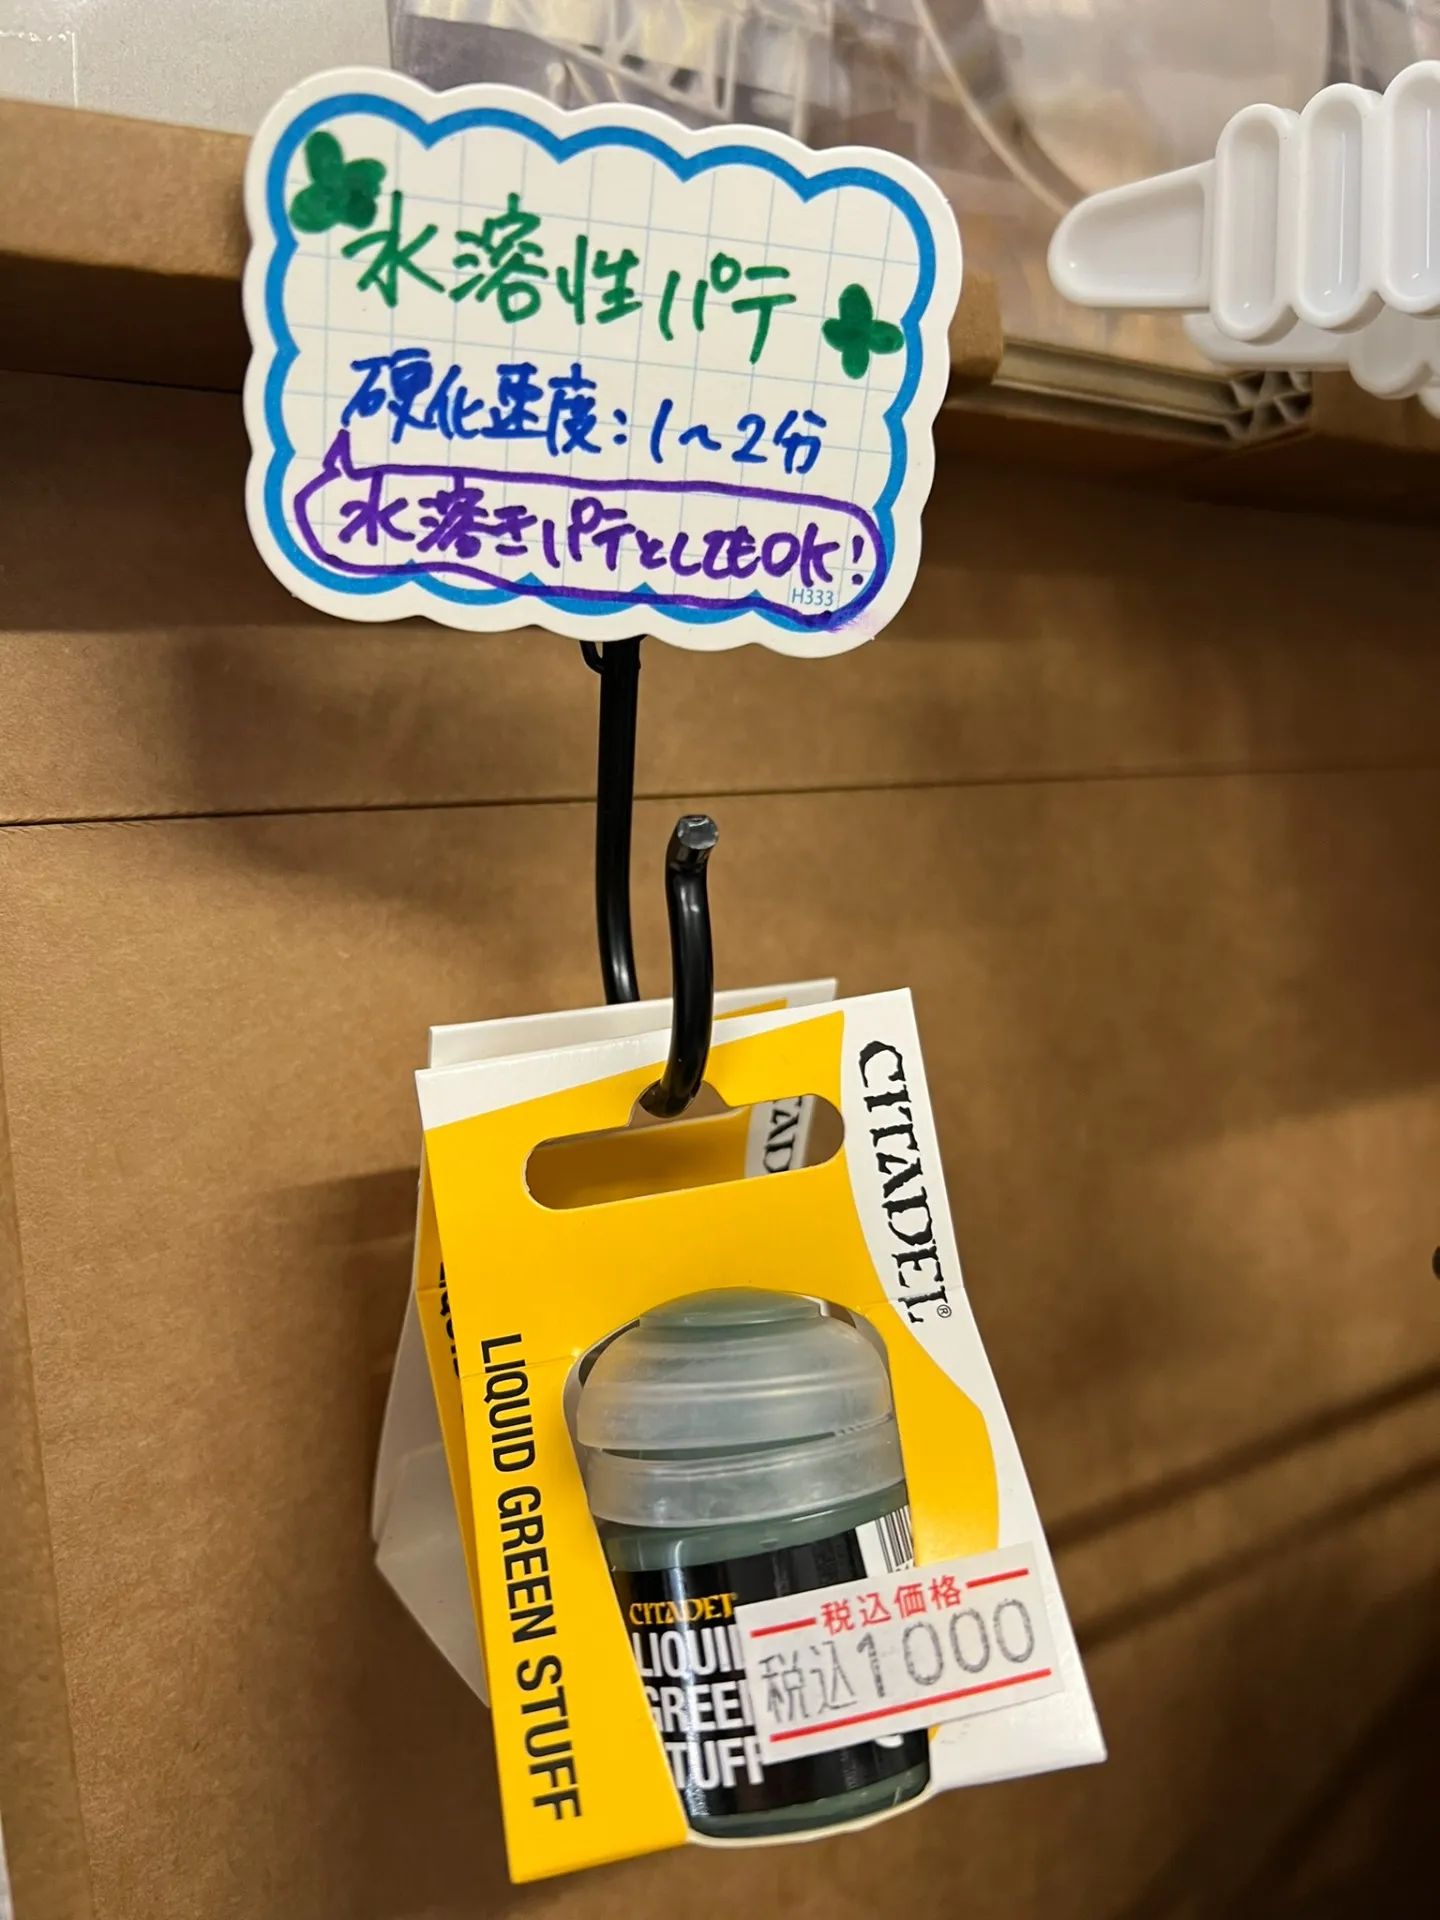 水溶性パテ
硬化速度:1〜2分
水溶きパテとしてもOK!
H333
CITADEL®
LIQUID GREEN STUFF
CITADEL
GREEN
STUFF
税込価格
税込1000